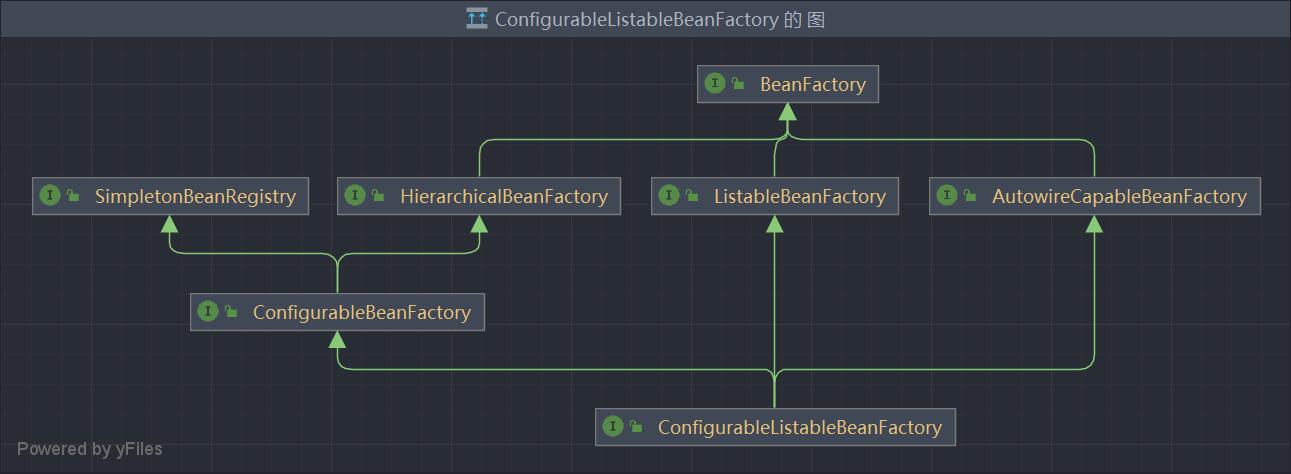 ConfigurableListableBeanFactory 的 图
I BeanFactory
I SimpletonBeanRegistry
I HierarchicalBeanFactory
I ListableBeanFactory
I AutowireCapableBeanFactory
I ConfigurableBeanFactory
I ConfigurableListableBeanFactory
Powered by yFiles